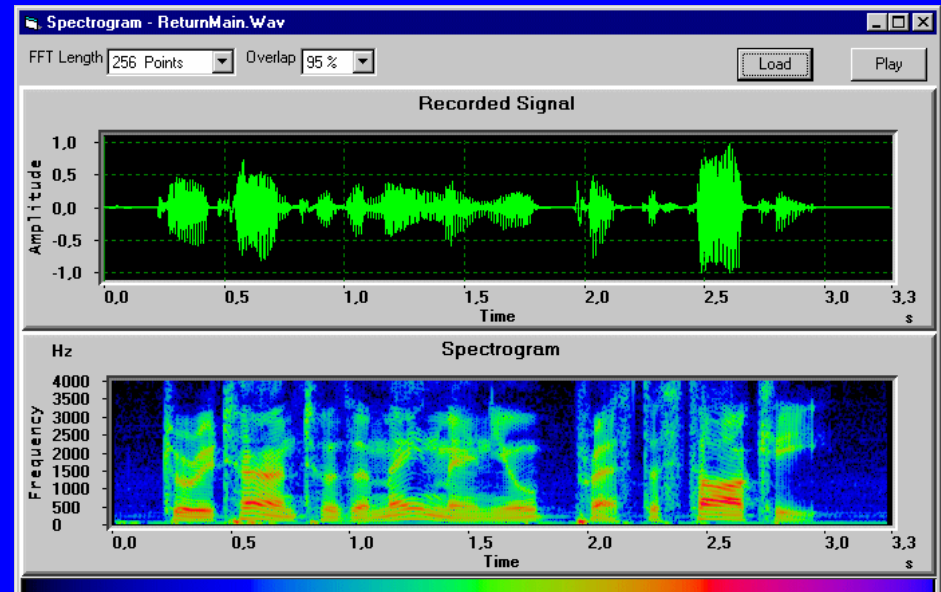 Spectrogram - ReturnMain.Wav
FFT Length 256 Points Overlap 95 % Load Play
Recorded Signal
Amplitude
1,0
0,5
0,0
-0,5
-1,0
0,0 0,5 1,0 1,5 2,0 2,5 3,0 3,3
Time
s
Spectrogram
Hz
Frequency
4000
3500
3000
2500
2000
1500
1000
500
0
0,0 0,5 1,0 1,5 2,0 2,5 3,0 3,3
Time
s